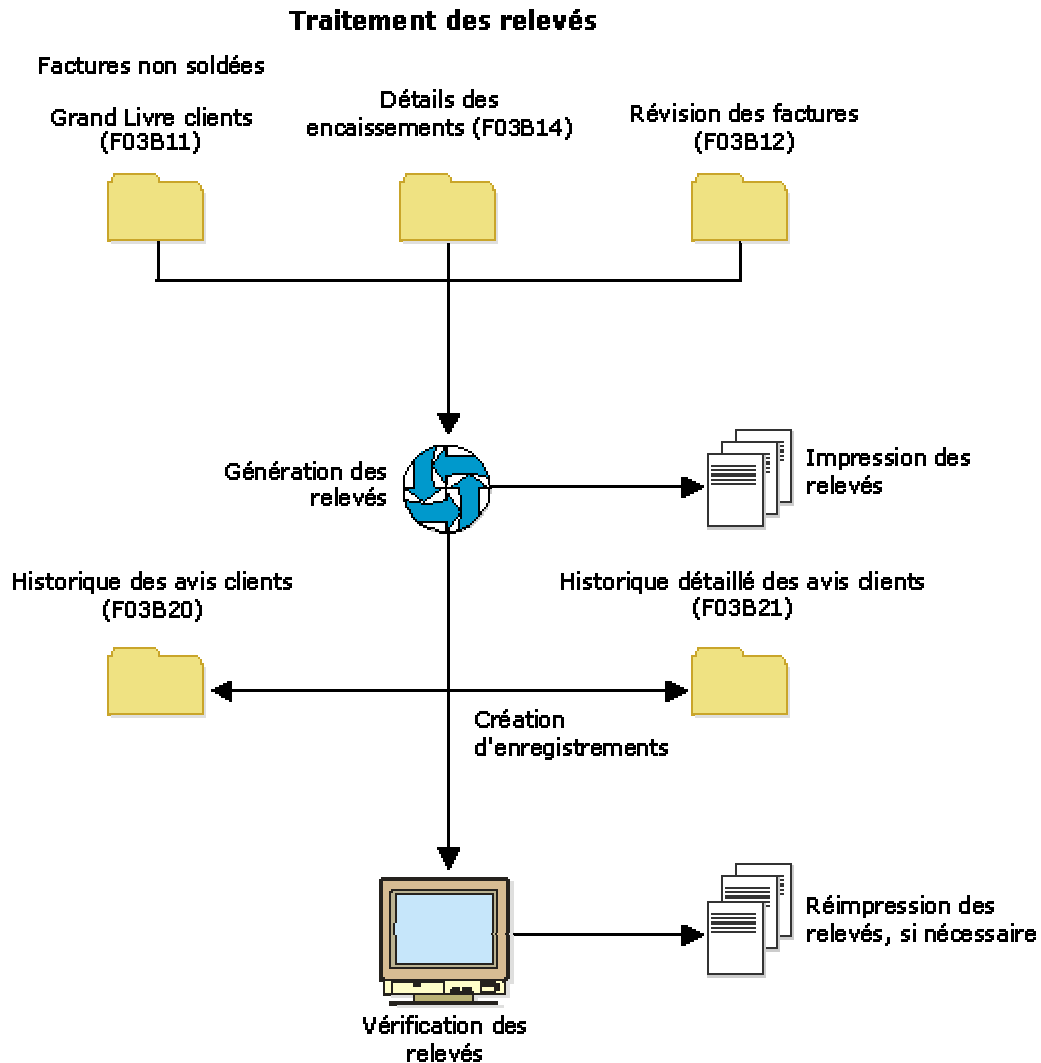 Traitement des relevés
Factures non soldées
Grand Livre clients
(F03B11)
Détails des
encaissements (F03B14)
Révision des factures
(F03B12)
Génération des
relevés
Impression des
relevés
Historique des avis clients
(F03B20)
Historique détaillé des avis clients
(F03B21)
Création
d'enregistrements
Réimpression des
relevés, si nécessaire
Vérification des
relevés